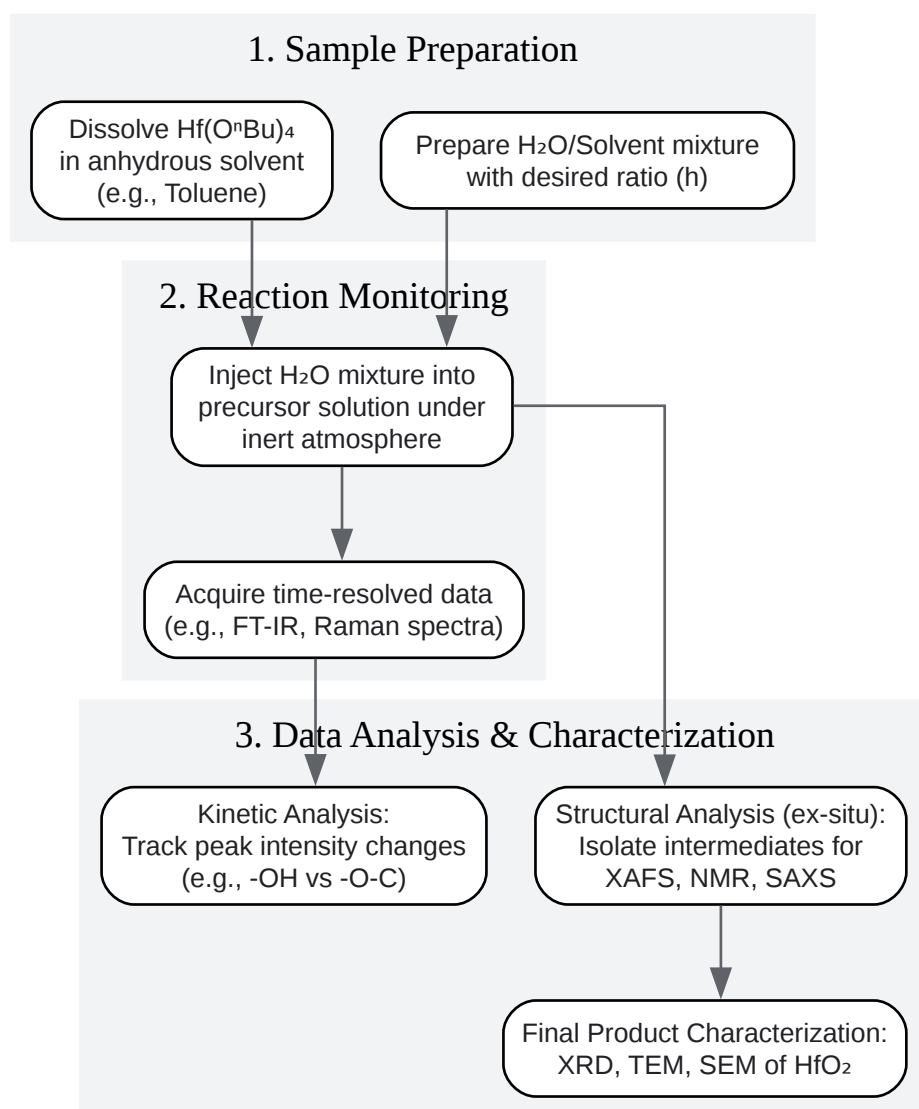 1. Sample Preparation
Dissolve Hf(OⁿBu)₄
in anhydrous solvent
(e.g., Toluene)
Prepare H₂O/Solvent mixture
with desired ratio (h)
2. Reaction Monitoring
Inject H₂O mixture into
precursor solution under
inert atmosphere
Acquire time-resolved data
(e.g., FT-IR, Raman spectra)
3. Data Analysis & Characterization
Kinetic Analysis:
Track peak intensity changes
(e.g., -OH vs -O-C)
Structural Analysis (ex-situ):
Isolate intermediates for
XAFS, NMR, SAXS
Final Product Characterization:
XRD, TEM, SEM of HfO₂